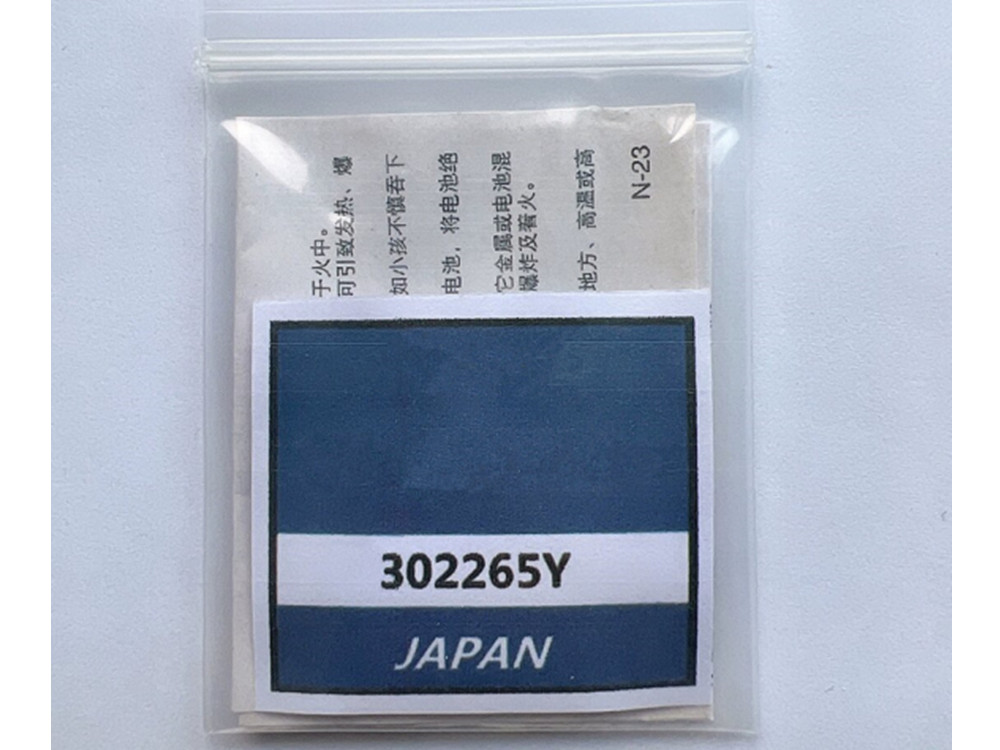 于火中。
可引致发热、爆
如小孩不慎吞下
电池，将电池绝
它金属或电池混
爆炸及著火。
地方、高温或高
N-23
302265Y
JAPAN